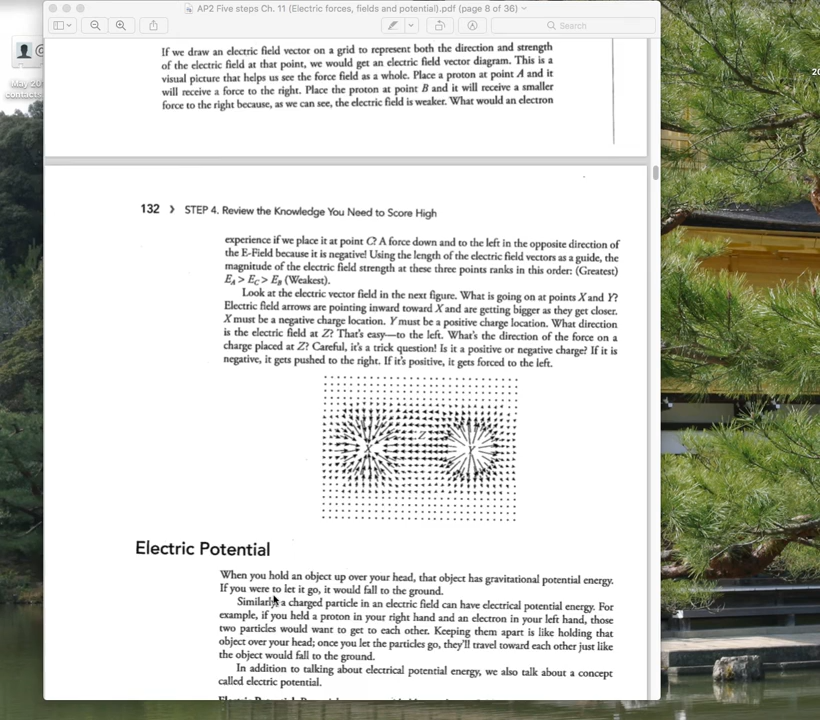 AP2 Five steps Ch. 11 (Electric forces, fields and potential).pdf (page 8 of 36)
Search
May 20
contacts
20
If we draw an electric field vector on a grid to represent both the direction and strength
of the electric field at that point, we would get an electric field vector diagram. This is a
visual picture that helps us see the force field as a whole. Place a proton at point A and it
will receive a force to the right. Place the proton at point B and it will receive a smaller
force to the right because, as we can see, the electric field is weaker. What would an electron
132 › STEP 4. Review the Knowledge You Need to Score High
experience if we place it at point C? A force down and to the left in the opposite direction of
the E-Field because it is negative! Using the length of the electric field vectors as a guide, the
magnitude of the electric field strength at these three points ranks in this order: (Greatest)
E_A > E_C > E_B (Weakest).
Look at the electric vector field in the next figure. What is going on at points X and Y?
Electric field arrows are pointing inward toward X and are getting bigger as they get closer.
X must be a negative charge location. Y must be a positive charge location. What direction
is the electric field at Z? That's easy—to the left. What's the direction of the force on a
charge placed at Z? Careful, it's a trick question! Is it a positive or negative charge? If it is
negative, it gets pushed to the right. If it's positive, it gets forced to the left.
X Z Y
Electric Potential
When you hold an object up over your head, that object has gravitational potential energy.
If you were to let it go, it would fall to the ground.
Similarly, a charged particle in an electric field can have electrical potential energy. For
example, if you held a proton in your right hand and an electron in your left hand, those
two particles would want to get to each other. Keeping them apart is like holding that
object over your head; once you let the particles go, they'll travel toward each other just like
the object would fall to the ground.
In addition to talking about electrical potential energy, we also talk about a concept
called electric potential.